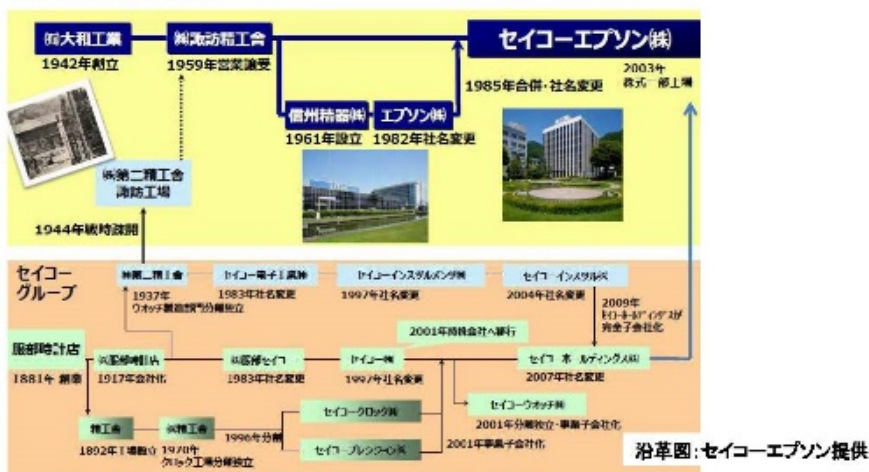 ㈲大和工業
1942年創立
㈱諏訪精工舎
1959年営業譲受
セイコーエプソン㈱
2003年
株式一部上場
1985年合併・社名変更
信州精器㈱
1961年設立
エプソン㈱
1982年社名変更
㈱第二精工舎
諏訪工場
1944年戦時疎開
セイコー
グループ
㈱第二精工舎
1937年
ウオッチ製造部門分離独立
セイコー電子工業㈱
1983年社名変更
セイコーインスツルメンツ㈱
1997年社名変更
セイコーインスツル㈱
2004年社名変更
2009年
セイコーホールディングスが
完全子会社化
2001年持株会社へ移行
服部時計店
1881年 創業
㈱服部時計店
1917年会社化
㈱服部セイコー
1983年社名変更
セイコー㈱
1997年社名変更
セイコーホールディングス㈱
2007年社名変更
精工舎
1892年工場設立
㈱精工舎
1970年
クロック工場分離独立
1996年分割
セイコークロック㈱
セイコープレシジョン㈱
2001年事業子会社化
セイコーウオッチ㈱
2001年分離独立・事業子会社化
沿革図:セイコーエプソン提供